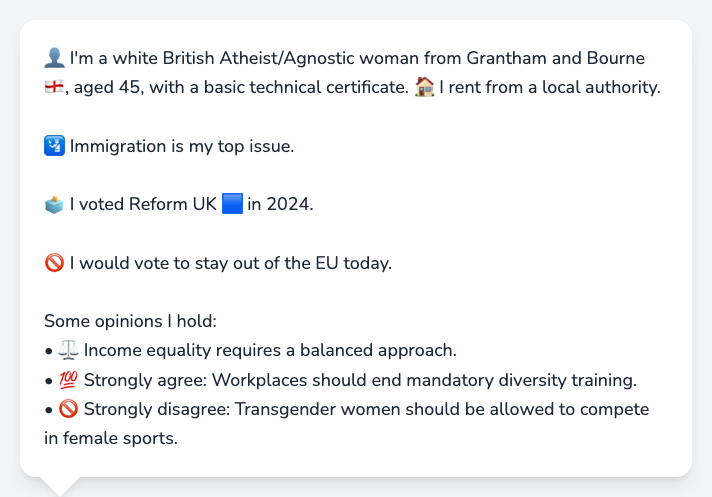 👤 I'm a white British Atheist/Agnostic woman from Grantham and Bourne
🏴󠁧󠁢󠁥󠁮󠁧󠁿, aged 45, with a basic technical certificate. 🏠 I rent from a local authority.
🛂 Immigration is my top issue.
🗳️ I voted Reform UK 🟦 in 2024.
🚫 I would vote to stay out of the EU today.
Some opinions I hold:
• ⚖️ Income equality requires a balanced approach.
• 💯 Strongly agree: Workplaces should end mandatory diversity training.
• 🚫 Strongly disagree: Transgender women should be allowed to compete
in female sports.